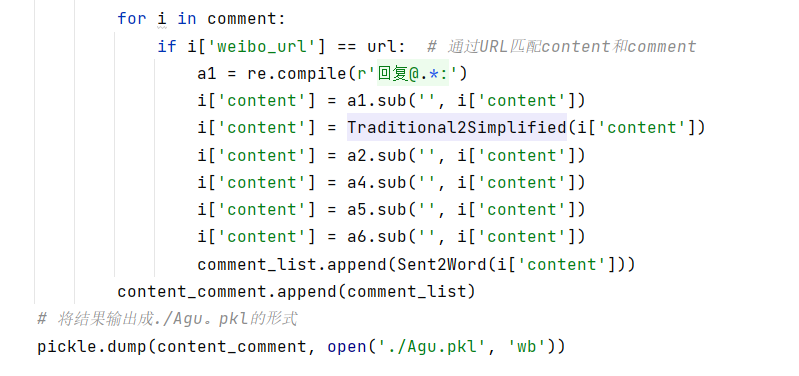 for i in comment:
if i['weibo_url'] == url:  # 通过URL匹配content和comment
a1 = re.compile(r'回复@.*:')
i['content'] = a1.sub('', i['content'])
i['content'] = Traditional2Simplified(i['content'])
i['content'] = a2.sub('', i['content'])
i['content'] = a4.sub('', i['content'])
i['content'] = a5.sub('', i['content'])
i['content'] = a6.sub('', i['content'])
comment_list.append(Sent2Word(i['content']))
content_comment.append(comment_list)
# 将结果输出成./Agu。pkl的形式
pickle.dump(content_comment, open('./Agu.pkl', 'wb'))